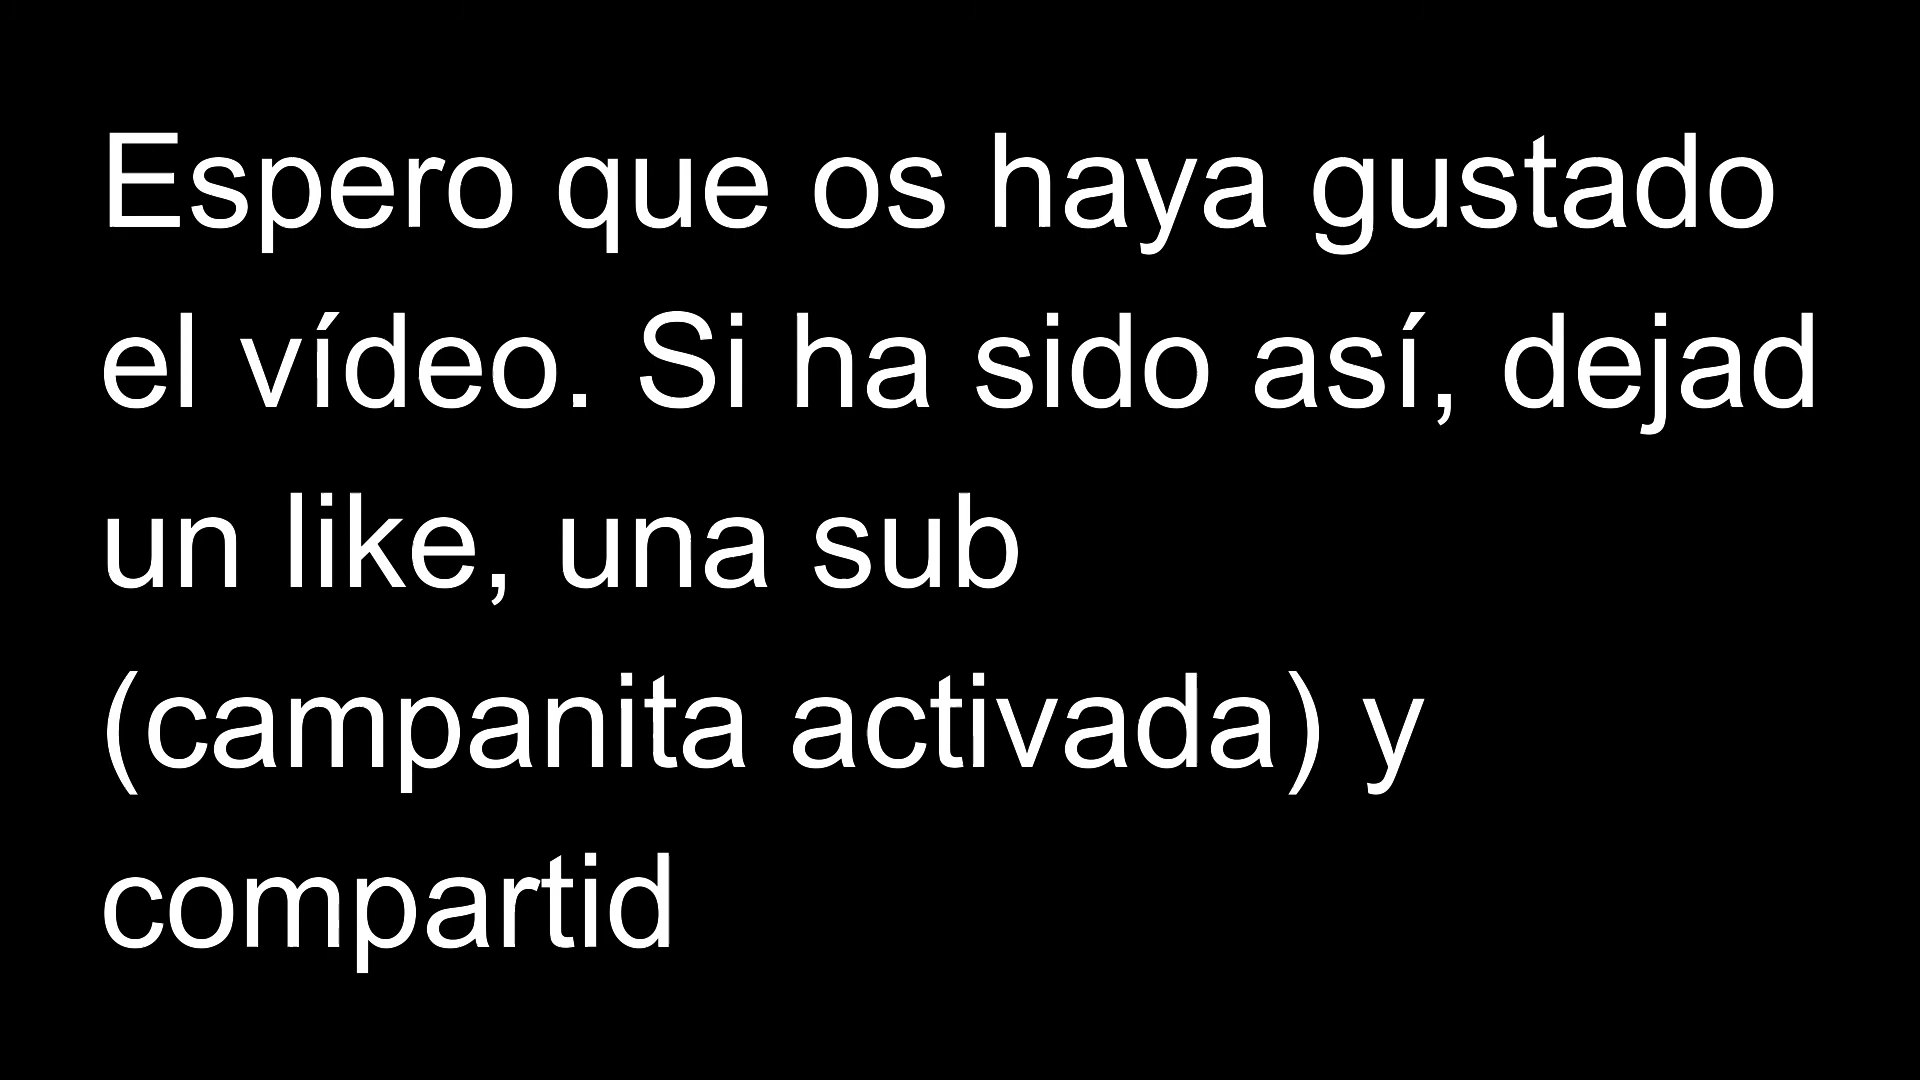 Espero que os haya gustado
el vídeo. Si ha sido así, dejad
un like, una sub
(campanita activada) y
compartid